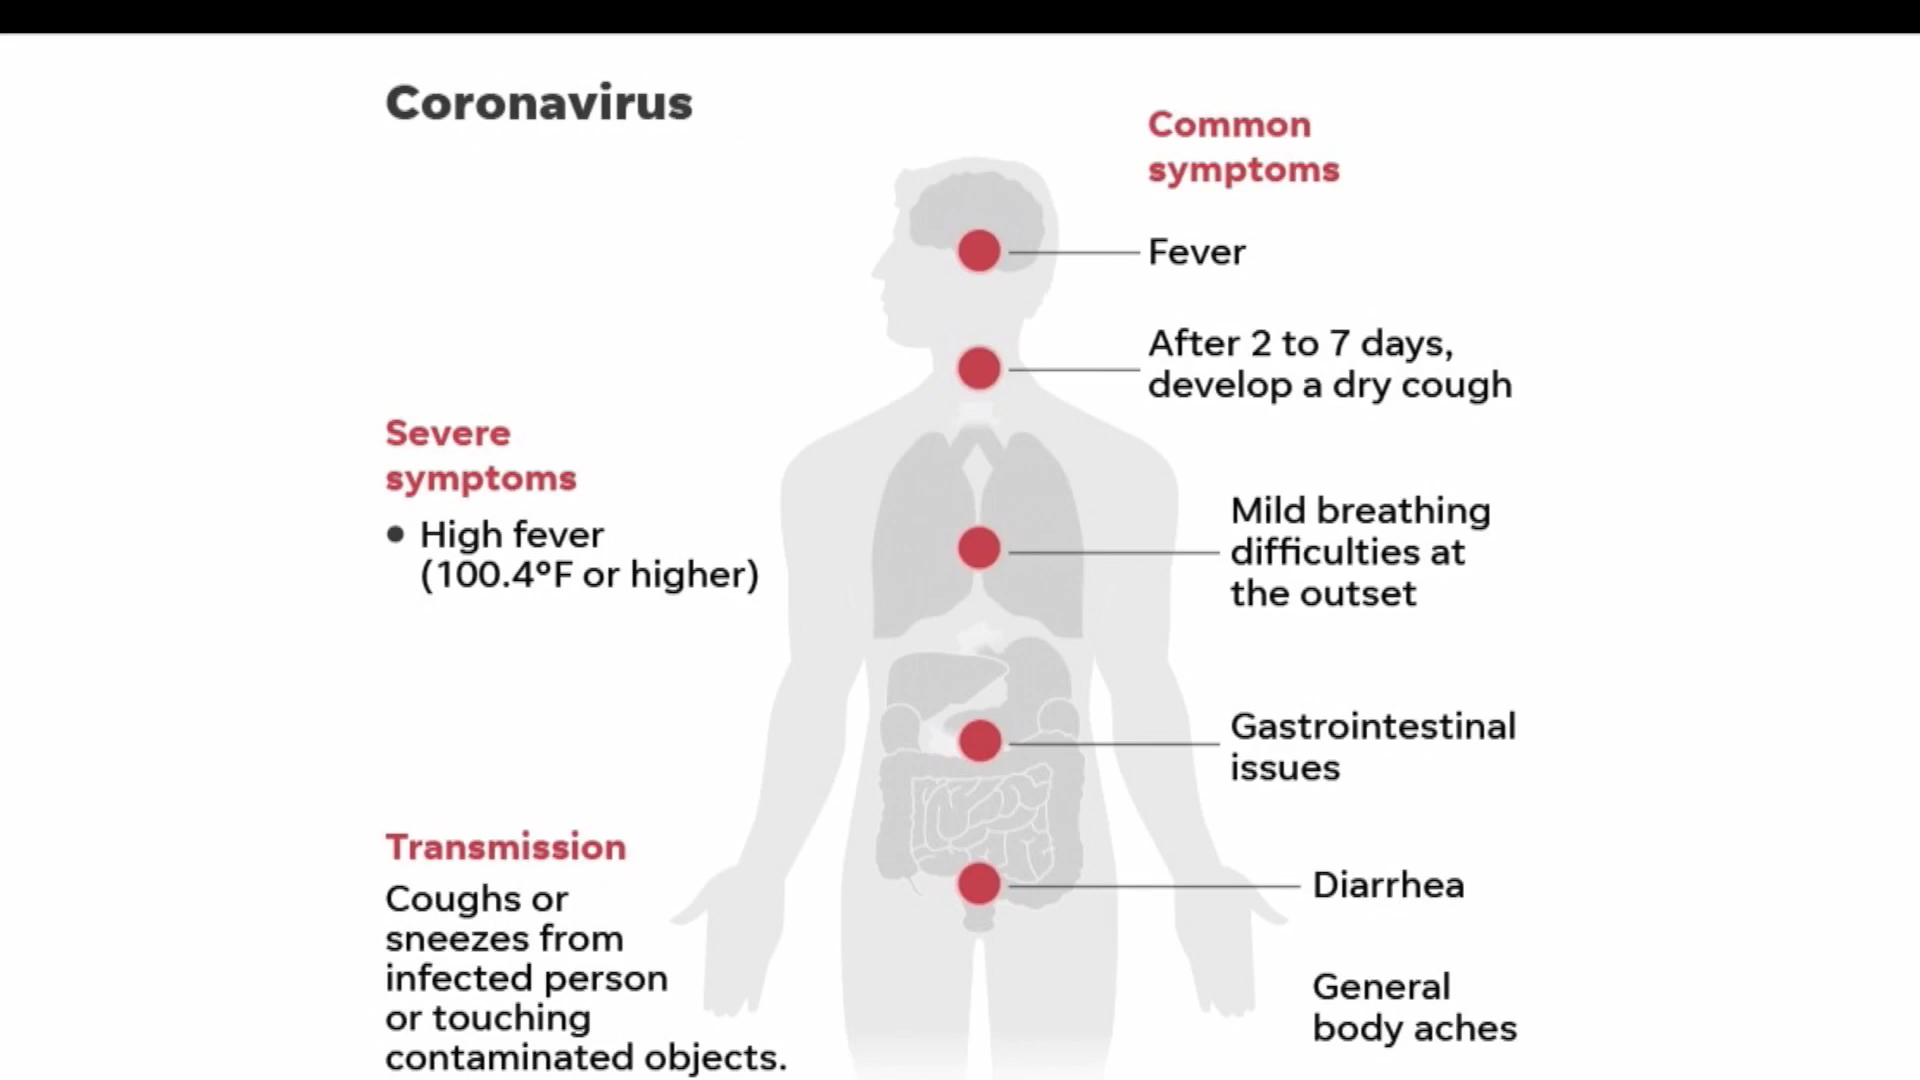 Coronavirus
Common
symptoms
Fever
After 2 to 7 days,
develop a dry cough
Severe
symptoms
• High fever
(100.4°F or higher)
Mild breathing
difficulties at
the outset
Gastrointestinal
issues
Transmission
Coughs or
sneezes from
infected person
or touching
contaminated objects.
Diarrhea
General
body aches